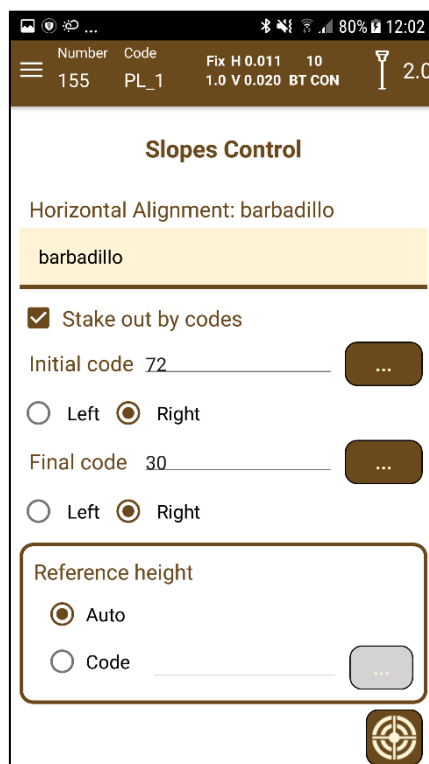 ... 80% 12:02
Number Code Fix H 0.011 10
155 PL_1 1.0 V 0.020 BT CON 2.0
Slopes Control
Horizontal Alignment: barbadillo
barbadillo
Stake out by codes
Initial code 72 ...
Left Right
Final code 30 ...
Left Right
Reference height
Auto
Code ...